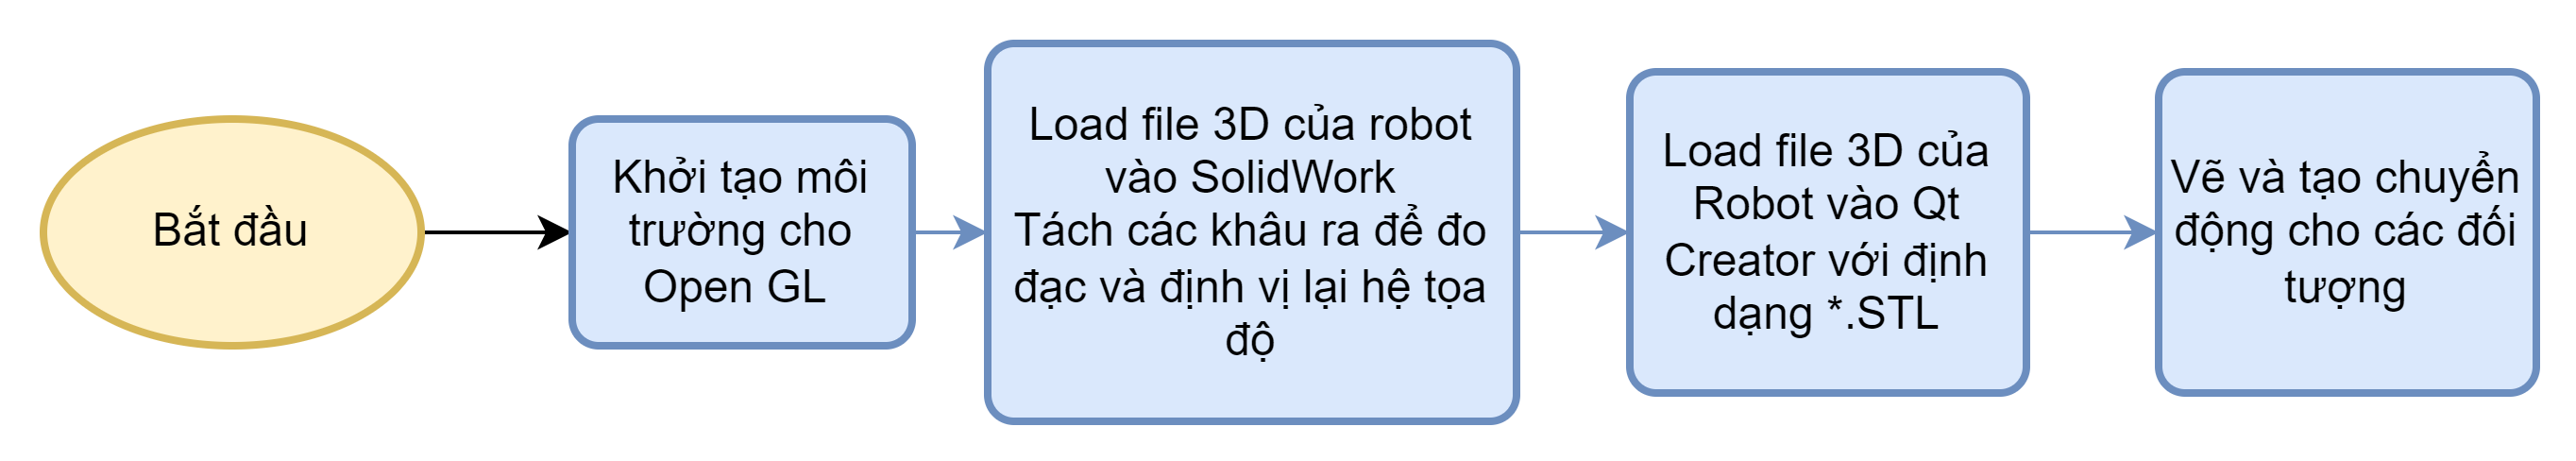 Bắt đầu
Khởi tạo môi
trường cho
Open GL
Load file 3D của robot
vào SolidWork
Tách các khâu ra để đo
đạc và định vị lại hệ tọa
độ
Load file 3D của
Robot vào Qt
Creator với định
dạng *.STL
Vẽ và tạo chuyển
động cho các đối
tượng